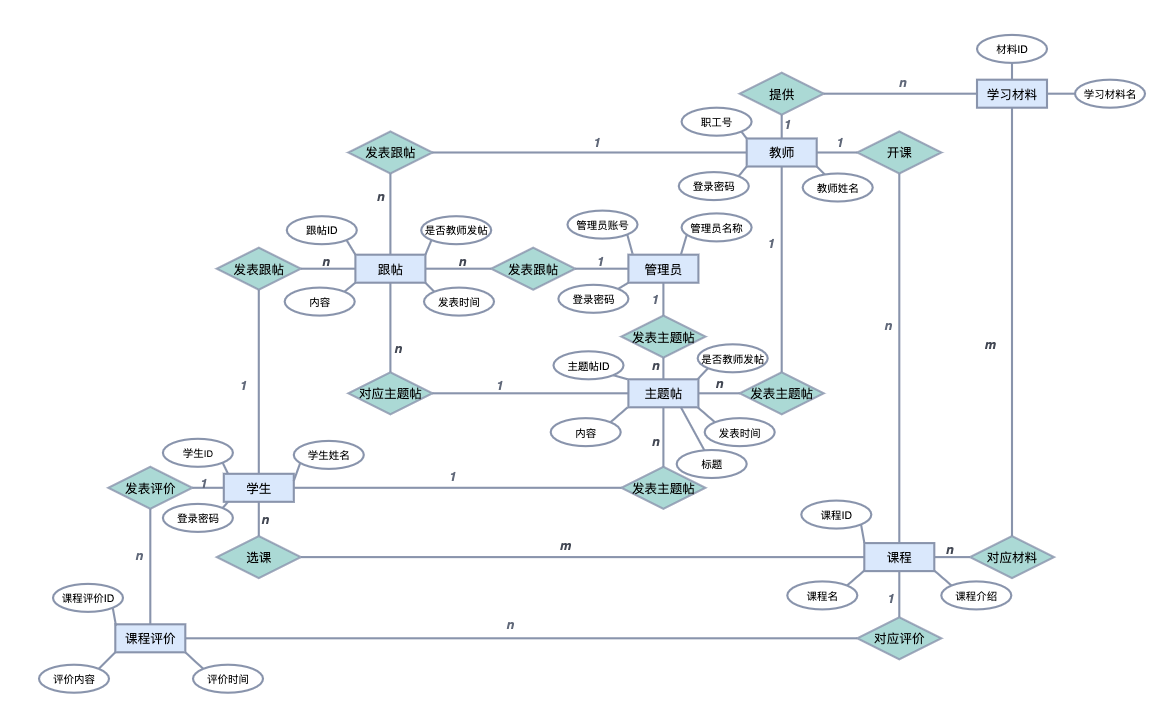 材料ID
提供
n
学习材料
学习材料名
职工号
1
发表跟帖
1
教师
1
开课
登录密码
教师姓名
n
跟帖ID
是否教师发帖
管理员账号
管理员名称
1
发表跟帖
n
跟帖
n
发表跟帖
1
管理员
内容
发表时间
登录密码
1
n
m
发表主题帖
n
主题帖ID
是否教师发帖
n
1
对应主题帖
1
主题帖
n
发表主题帖
内容
发表时间
n
标题
学生ID
学生姓名
1
发表评价
1
学生
发表主题帖
登录密码
n
课程ID
n
选课
m
课程
n
对应材料
课程评价ID
课程名
1
课程介绍
课程评价
n
对应评价
评价内容
评价时间